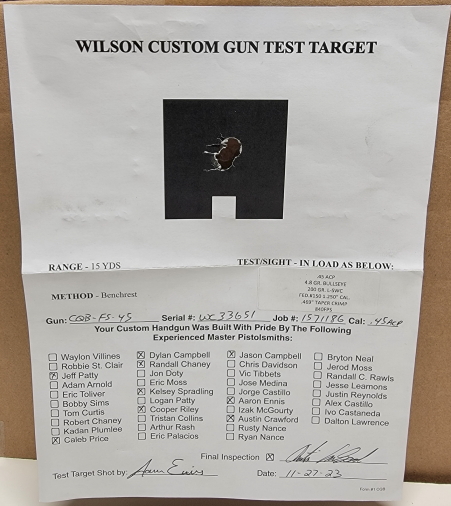 WILSON CUSTOM GUN TEST TARGET
RANGE - 15 YDS
TEST/SIGHT - IN LOAD AS BELOW:
.45 ACP
4.8 GR. BULLSEYE
200 GR. L-SWC
FED.#150 1.250" CAL.
.469" TAPER CRIMP
840FPS
METHOD - Benchrest
Gun: CQB-FS-45 Serial #: WC33651 Job #: 157118G Cal: .45ACP
Your Custom Handgun Was Built With Pride By The Following
Experienced Master Pistolsmiths:
Waylon Villines
Robbie St. Clair
Jeff Patty
Adam Arnold
Eric Toliver
Bobby Sims
Tom Curtis
Robert Chaney
Kadan Plumlee
Caleb Price
Dylan Campbell
Randall Chaney
Jon Doty
Eric Moss
Kelsey Spradling
Logan Patty
Cooper Riley
Tristan Collins
Arthur Rash
Eric Palacios
Jason Campbell
Chris Davidson
Vic Tibbets
Jose Medina
Jorge Castillo
Aaron Ennis
Izak McGourty
Austin Crawford
Rusty Nance
Ryan Nance
Bryton Neal
Jerod Moss
Randall C. Rawls
Jesse Leamons
Justin Reynolds
Alex Castillo
Ivo Castaneda
Dalton Lawrence
Final Inspection
Test Target Shot by: Aaron Ennis
Date: 11-27-23